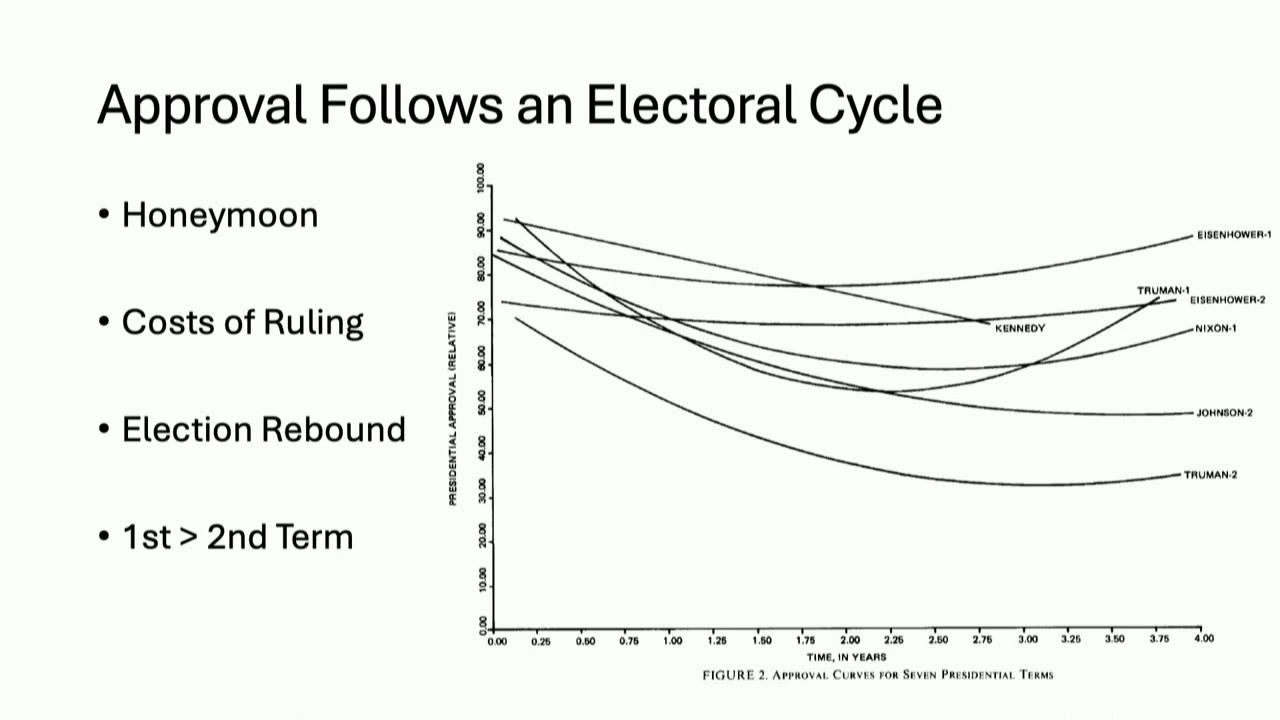 Approval Follows an Electoral Cycle
• Honeymoon
• Costs of Ruling
• Election Rebound
• 1st > 2nd Term
PRESIDENTIAL APPROVAL (RELATIVE)
100.00
90.00
80.00
70.00
60.00
50.00
40.00
30.00
20.00
10.00
0.00
EISENHOWER-1
TRUMAN-1
EISENHOWER-2
KENNEDY
NIXON-1
JOHNSON-2
TRUMAN-2
0.00 0.25 0.50 0.75 1.00 1.25 1.50 1.75 2.00 2.25 2.50 2.75 3.00 3.25 3.50 3.75 4.00
TIME, IN YEARS
FIGURE 2. APPROVAL CURVES FOR SEVEN PRESIDENTIAL TERMS